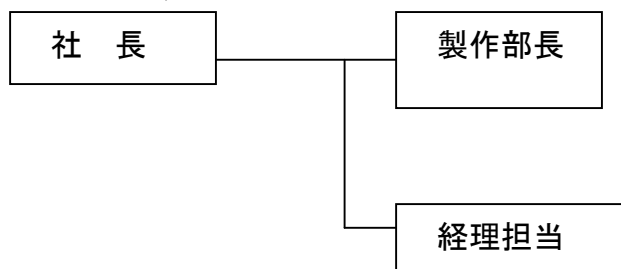 社　長
製作部長
経理担当